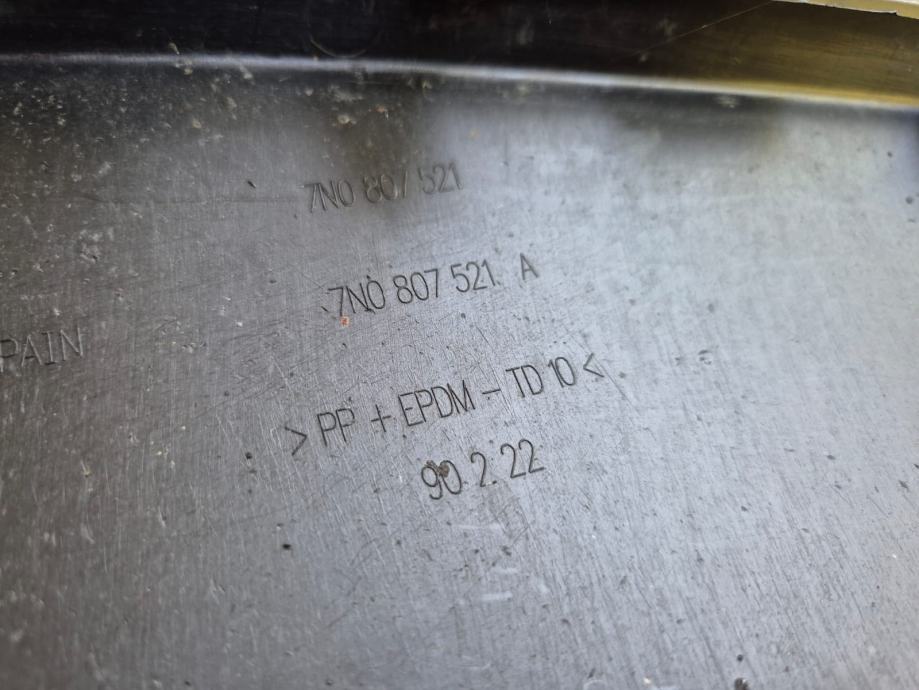 7N0 807 521
7N0 807 521. A
PAIN
>PP + EPDM - TD 10<
90.2.22